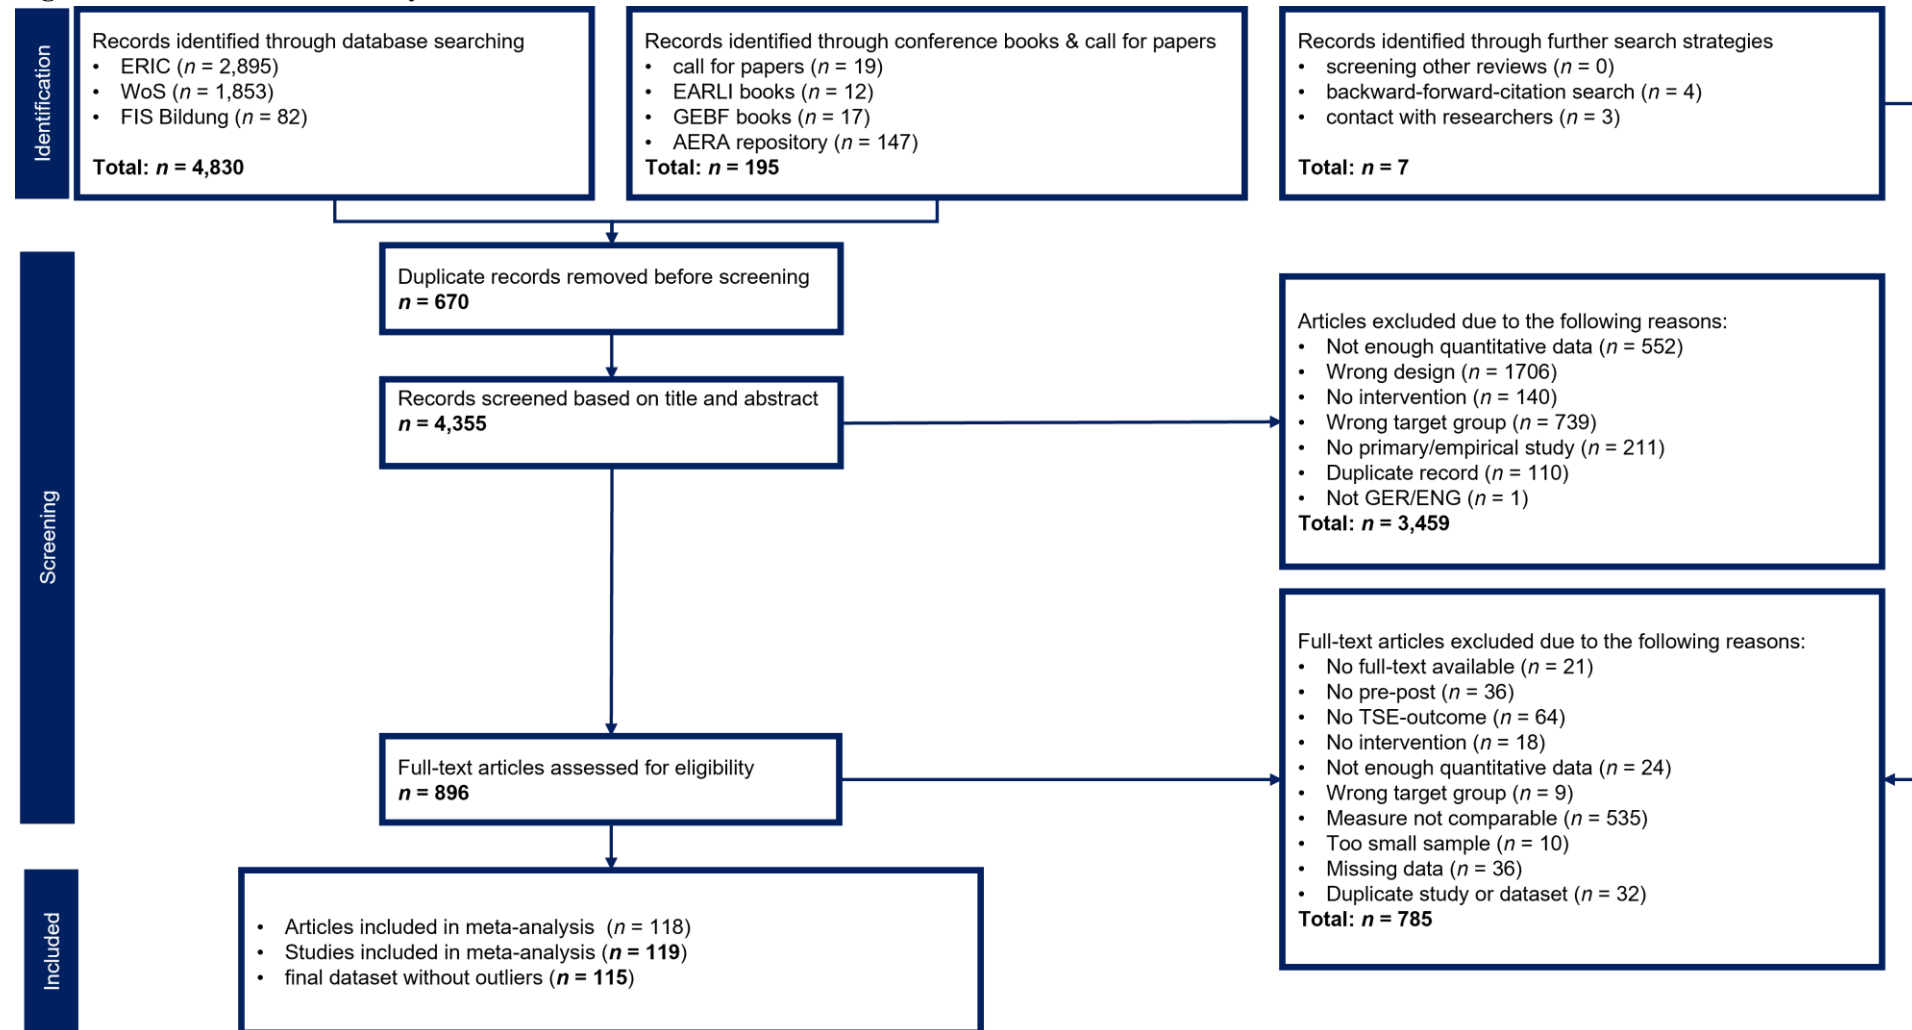 Identification
Records identified through database searching
• ERIC (n = 2,895)
• WoS (n = 1,853)
• FIS Bildung (n = 82)
Total: n = 4,830
Records identified through conference books & call for papers
• call for papers (n = 19)
• EARLI books (n = 12)
• GEBF books (n = 17)
• AERA repository (n = 147)
Total: n = 195
Records identified through further search strategies
• screening other reviews (n = 0)
• backward-forward-citation search (n = 4)
• contact with researchers (n = 3)
Total: n = 7
Screening
Duplicate records removed before screening
n = 670
Records screened based on title and abstract
n = 4,355
Articles excluded due to the following reasons:
• Not enough quantitative data (n = 552)
• Wrong design (n = 1706)
• No intervention (n = 140)
• Wrong target group (n = 739)
• No primary/empirical study (n = 211)
• Duplicate record (n = 110)
• Not GER/ENG (n = 1)
Total: n = 3,459
Full-text articles assessed for eligibility
n = 896
Full-text articles excluded due to the following reasons:
• No full-text available (n = 21)
• No pre-post (n = 36)
• No TSE-outcome (n = 64)
• No intervention (n = 18)
• Not enough quantitative data (n = 24)
• Wrong target group (n = 9)
• Measure not comparable (n = 535)
• Too small sample (n = 10)
• Missing data (n = 36)
• Duplicate study or dataset (n = 32)
Total: n = 785
Included
• Articles included in meta-analysis (n = 118)
• Studies included in meta-analysis (n = 119)
• final dataset without outliers (n = 115)